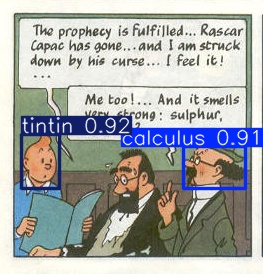 The prophecy is fulfilled... Rascar
Capac has gone... and I am struck
down by his curse... I feel it!
...
Me too!... And it smells
very strong: sulphur,
?
tintin 0.92
calculus 0.91